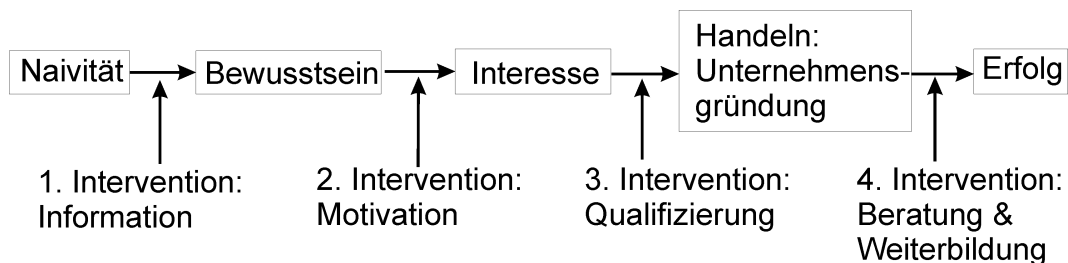 Naivität
Bewusstsein
Interesse
Handeln:
Unternehmens-
gründung
Erfolg
1. Intervention:
Information
2. Intervention:
Motivation
3. Intervention:
Qualifizierung
4. Intervention:
Beratung &
Weiterbildung